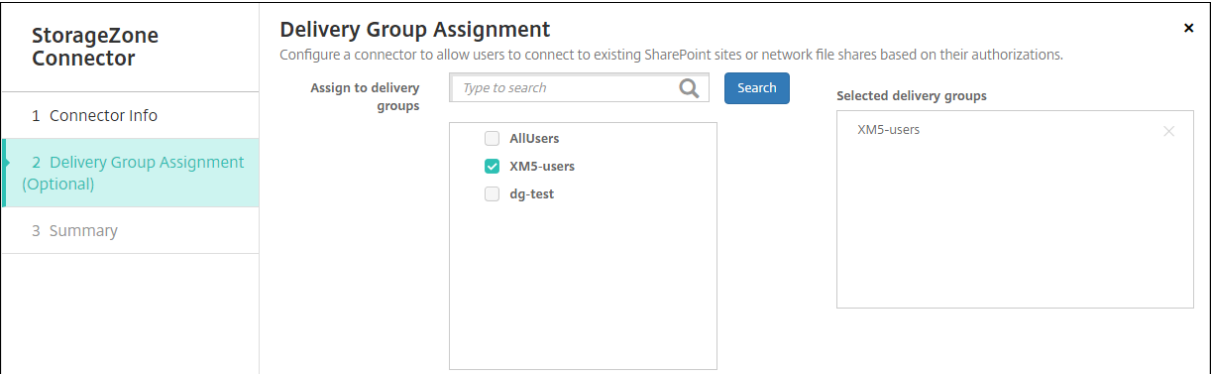 StorageZone
Connector
1 Connector Info
2 Delivery Group Assignment
(Optional)
3 Summary
Delivery Group Assignment
Configure a connector to allow users to connect to existing SharePoint sites or network file shares based on their authorizations.
Assign to delivery
groups
Type to search
Search
AllUsers
XM5-users
dg-test
Selected delivery groups
XM5-users